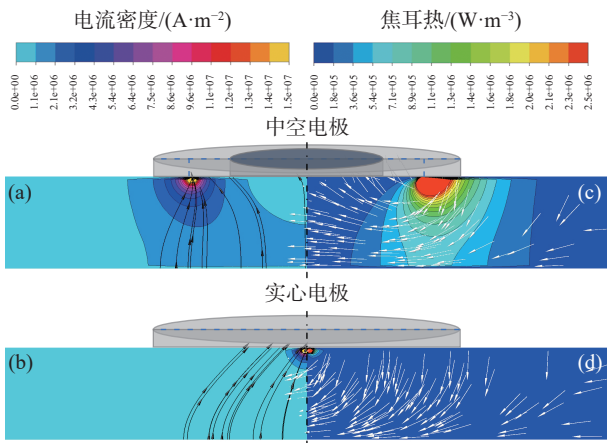 电流密度/(A·m⁻²)
焦耳热/(W·m⁻³)
0.0e+00
1.1e+06
2.1e+06
3.2e+06
4.3e+06
5.4e+06
6.4e+06
7.5e+06
8.6e+06
9.6e+06
1.1e+07
1.2e+07
1.3e+07
1.4e+07
1.5e+07
0.0e+00
1.8e+05
3.6e+05
5.4e+05
7.1e+05
8.9e+05
1.1e+06
1.3e+06
1.4e+06
1.6e+06
1.8e+06
2.0e+06
2.1e+06
2.3e+06
2.5e+06
中空电极
(a)
(c)
实心电极
(b)
(d)